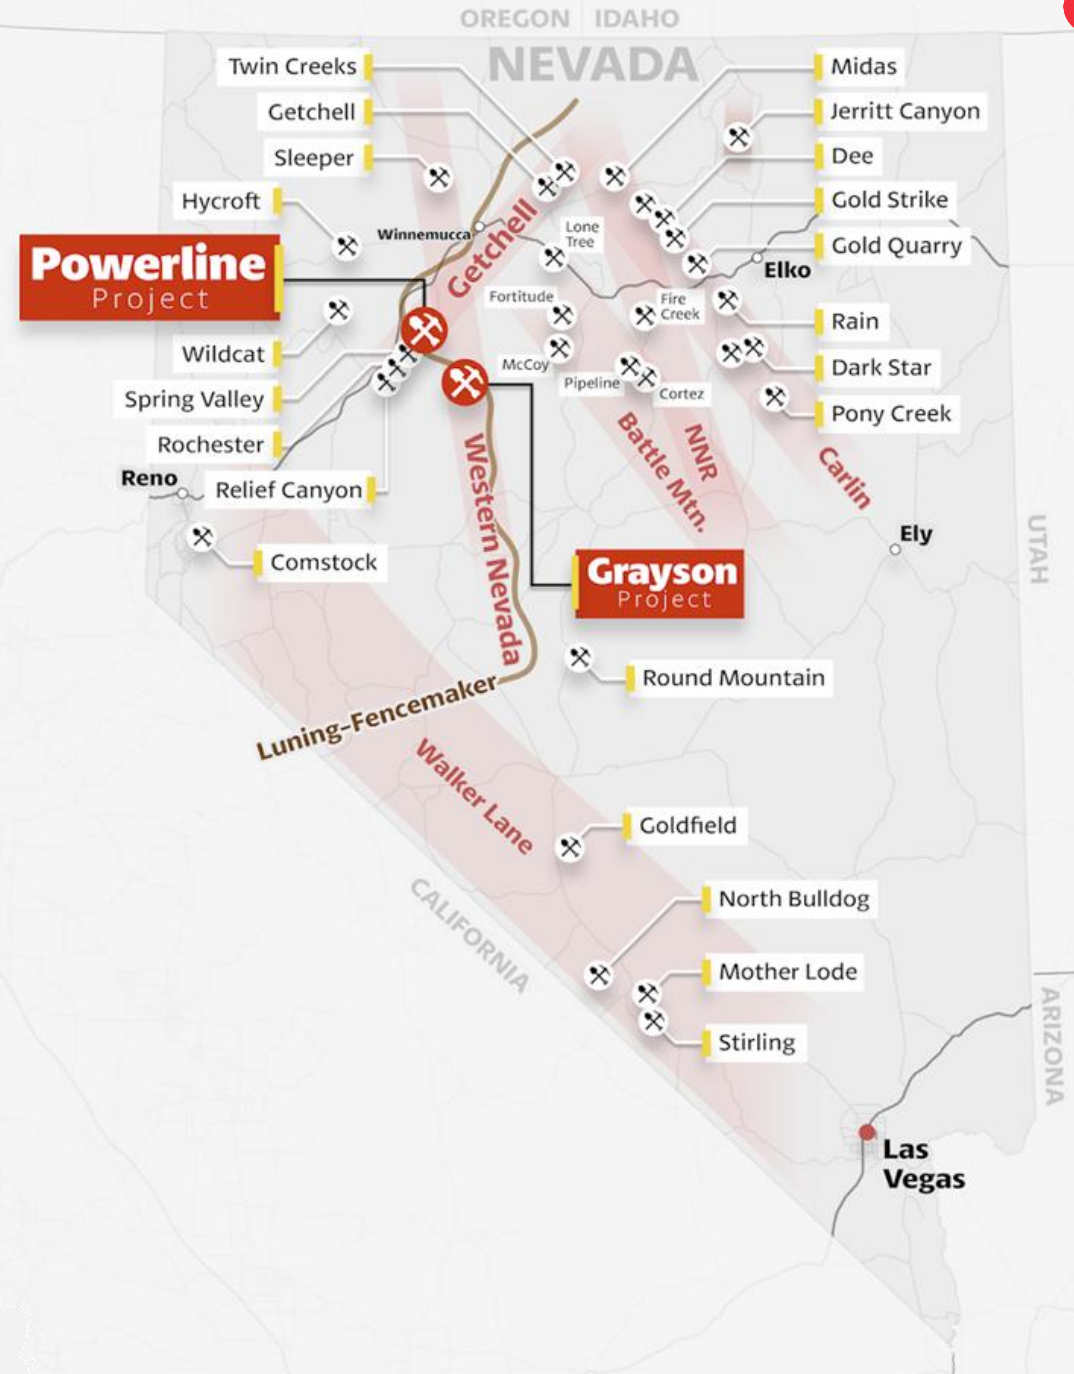 OREGON
IDAHO
NEVADA
Twin Creeks
Getchell
Sleeper
Hycroft
Powerline
Project
Wildcat
Spring Valley
Rochester
Reno
Relief Canyon
Comstock
Midas
Jerritt Canyon
Dee
Gold Strike
Gold Quarry
Elko
Rain
Dark Star
Pony Creek
Winnemucca
Getchell
Lone
Tree
Fortitude
Fire
Creek
McCoy
Pipeline
Cortez
Battle Mtn.
NNR
Carlin
Western Nevada
Ely
UTAH
Grayson
Project
Round Mountain
Luning-Fencemaker
Walker Lane
Goldfield
CALIFORNIA
North Bulldog
Mother Lode
Stirling
ARIZONA
Las
Vegas